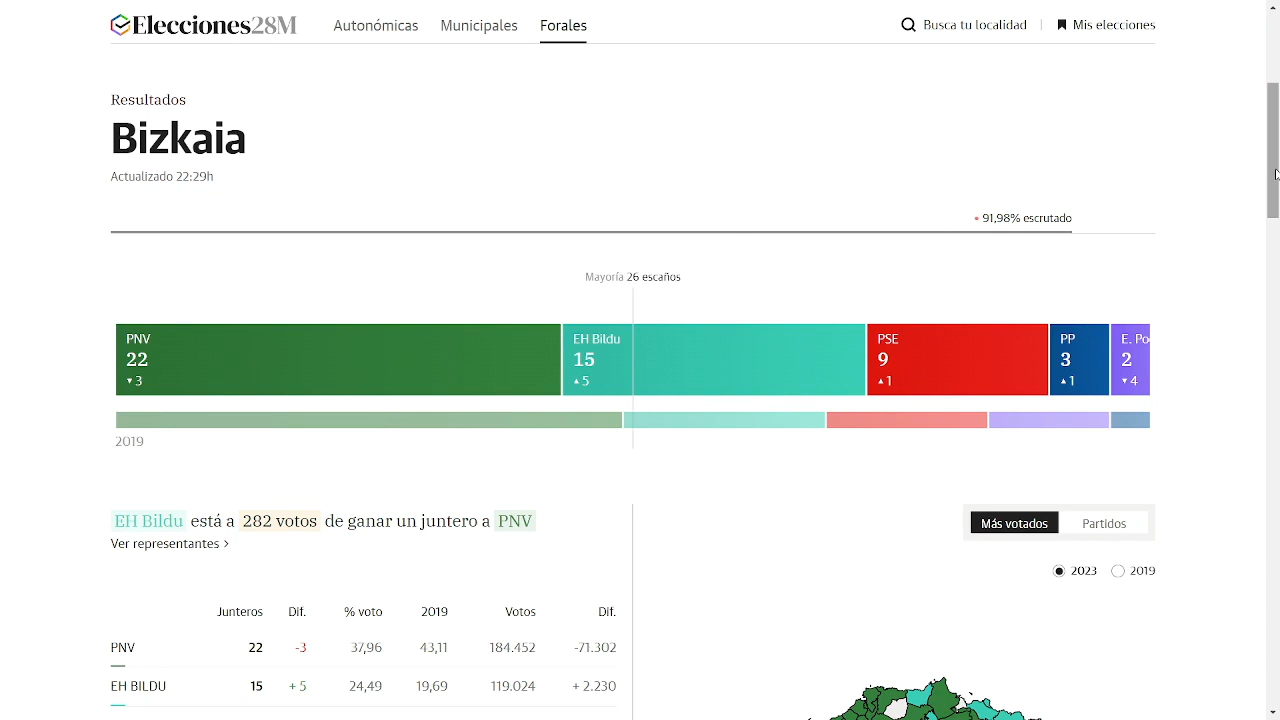 Elecciones28M Autonómicas Municipales Forales Busca tu localidad Mis elecciones
Resultados
Bizkaia
Actualizado 22:29h
91,98% escrutado
Mayoría 26 escaños
PNV EH Bildu PSE PP E. Po
22 15 9 3 2
▾3 ▴5 ▴1 ▴1 ▾4
2019
EH Bildu está a 282 votos de ganar un juntero a PNV
Ver representantes >
Más votados Partidos
2023 2019
Junteros Dif. % voto 2019 Votos Dif.
PNV 22 -3 37,96 43,11 184.452 -71.302
EH BILDU 15 + 5 24,49 19,69 119.024 + 2.230